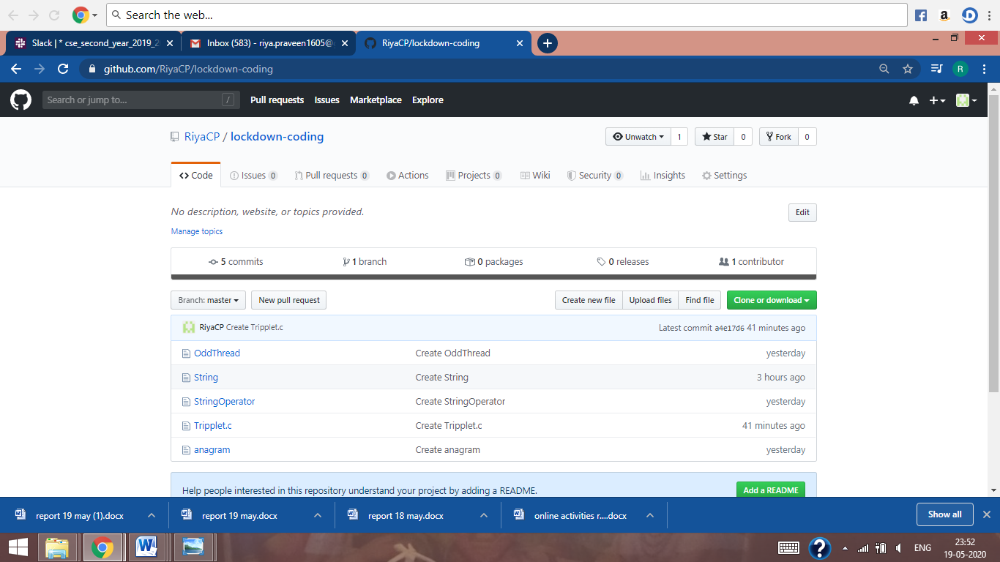 Search the web...
Slack | * cse_second_year_2019_2
Inbox (583) - riya.praveen1605@
RiyaCP/lockdown-coding
github.com/RiyaCP/lockdown-coding
R
Search or jump to... /
Pull requests Issues Marketplace Explore
RiyaCP / lockdown-coding
Unwatch 1 Star 0 Fork 0
Code Issues 0 Pull requests 0 Actions Projects 0 Wiki Security 0 Insights Settings
No description, website, or topics provided.
Edit
Manage topics
5 commits 1 branch 0 packages 0 releases 1 contributor
Branch: master New pull request Create new file Upload files Find file Clone or download
RiyaCP Create Tripplet.c Latest commit a4e17d6 41 minutes ago
OddThread Create OddThread yesterday
String Create String 3 hours ago
StringOperator Create StringOperator yesterday
Tripplet.c Create Tripplet.c 41 minutes ago
anagram Create anagram yesterday
Help people interested in this repository understand your project by adding a README. Add a README
report 19 may (1).docx report 19 may.docx report 18 may.docx online activities r....docx Show all
ENG 23:52
19-05-2020